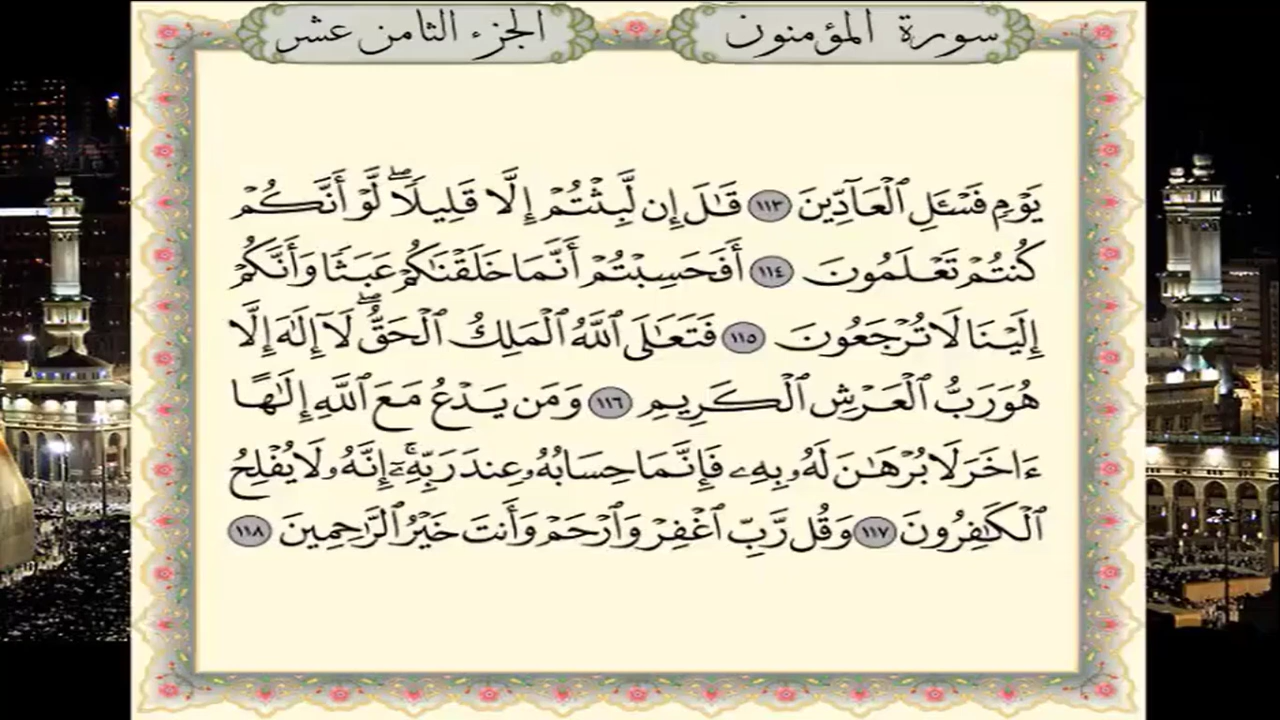 سورة المؤمنون
الجزء الثامن عشر
يَوۡمٖ فَسۡـَٔلِ ٱلۡعَآدِّينَ ١١٣ قَٰلَ إِن لَّبِثۡتُمۡ إِلَّا قَلِيلٗاۖ لَّوۡ أَنَّكُمۡ
كُنتُمۡ تَعۡلَمُونَ ١١٤ أَفَحَسِبۡتُمۡ أَنَّمَا خَلَقۡنَٰكُمۡ عَبَثٗا وَأَنَّكُمۡ
إِلَيۡنَا لَا تُرۡجَعُونَ ١١٥ فَتَعَٰلَى ٱللَّهُ ٱلۡمَلِكُ ٱلۡحَقُّۖ لَآ إِلَٰهَ إِلَّا
هُوَ رَبُّ ٱلۡعَرۡشِ ٱلۡكَرِيمِ ١١٦ وَمَن يَدۡعُ مَعَ ٱللَّهِ إِلَٰهًا
ءَاخَرَ لَا بُرۡهَٰنَ لَهُۥ بِهِۦ فَإِنَّمَا حِسَابُهُۥ عِندَ رَبِّهِۦٓۚ إِنَّهُۥ لَا يُفۡلِحُ
ٱلۡكَٰفِرُونَ ١١٧ وَقُل رَّبِّ ٱغۡفِرۡ وَٱرۡحَمۡ وَأَنتَ خَيۡرُ ٱلرَّٰحِمِينَ ١١٨